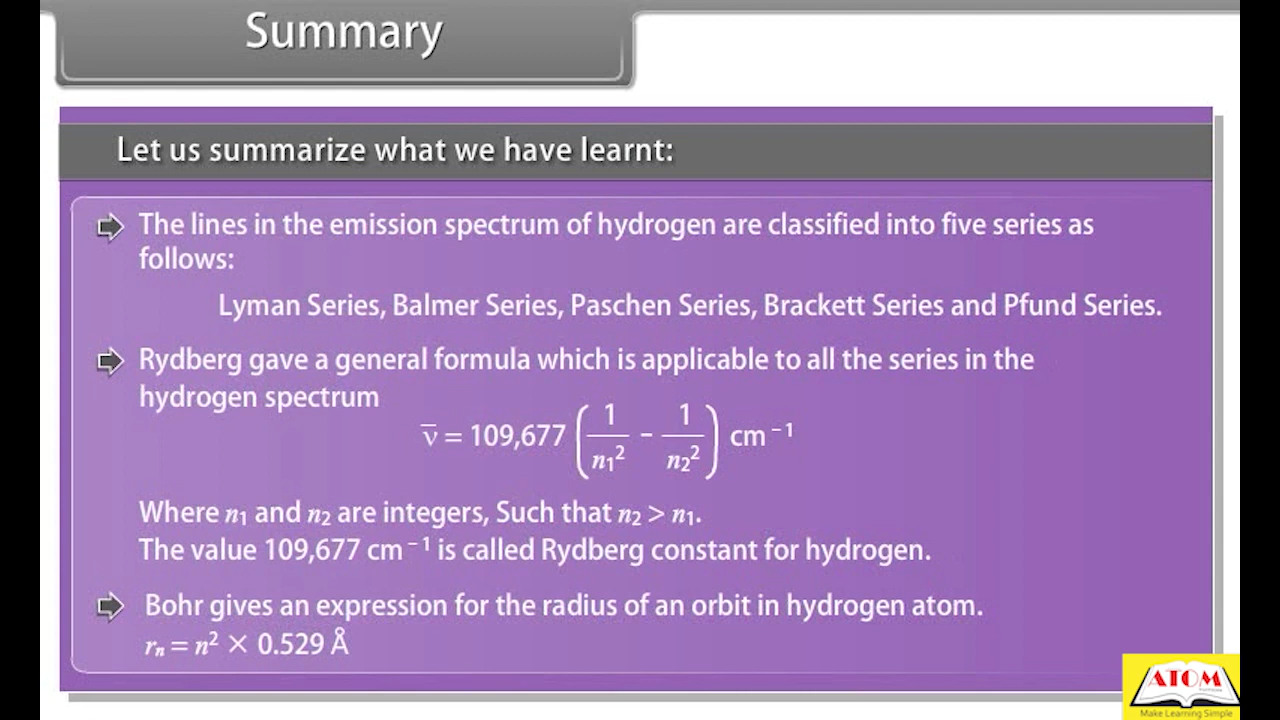 Summary
Let us summarize what we have learnt:
The lines in the emission spectrum of hydrogen are classified into five series as
follows:
Lyman Series, Balmer Series, Paschen Series, Brackett Series and Pfund Series.
Rydberg gave a general formula which is applicable to all the series in the
hydrogen spectrum
ν̅ = 109,677 (1/n₁² − 1/n₂²) cm⁻¹
Where n₁ and n₂ are integers, Such that n₂ > n₁.
The value 109,677 cm⁻¹ is called Rydberg constant for hydrogen.
Bohr gives an expression for the radius of an orbit in hydrogen atom.
rₙ = n² × 0.529 Å
ATOM
Make Learning Simple